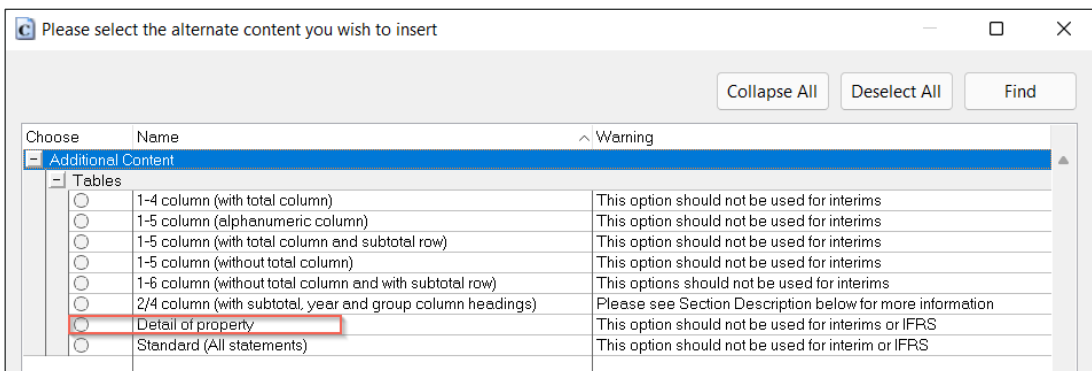 C Please select the alternate content you wish to insert
Collapse All Deselect All Find
Choose Name Warning
Additional Content
Tables
1-4 column (with total column) This option should not be used for interims
1-5 column (alphanumeric column) This option should not be used for interims
1-5 column (with total column and subtotal row) This option should not be used for interims
1-5 column (without total column) This option should not be used for interims
1-6 column (without total column and with subtotal row) This options should not be used for interims
2/4 column (with subtotal, year and group column headings) Please see Section Description below for more information
Detail of property This option should not be used for interims or IFRS
Standard (All statements) This option should not be used for interim or IFRS